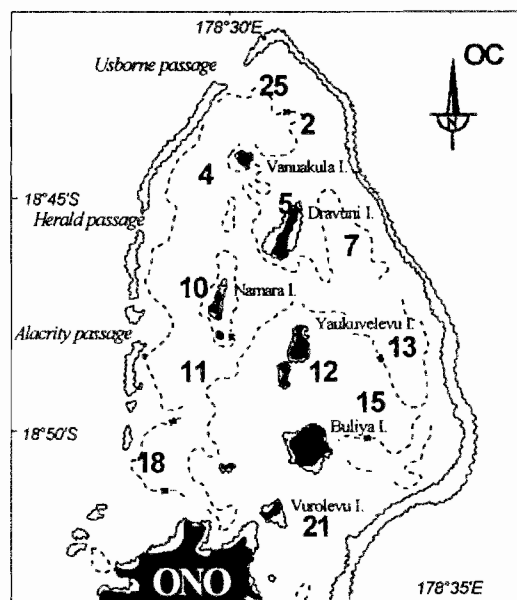 178°30'E
Usborne passage
OC
25
2
N
4
Vanuakula I.
18°45'S
5
Dravuni I.
Herald passage
7
10
Namara I.
Yaukuvelevu I.
13
Alacrity passage
11
12
15
18°50'S
Buliya I.
18
Vurolevu I.
21
ONO
178°35'E